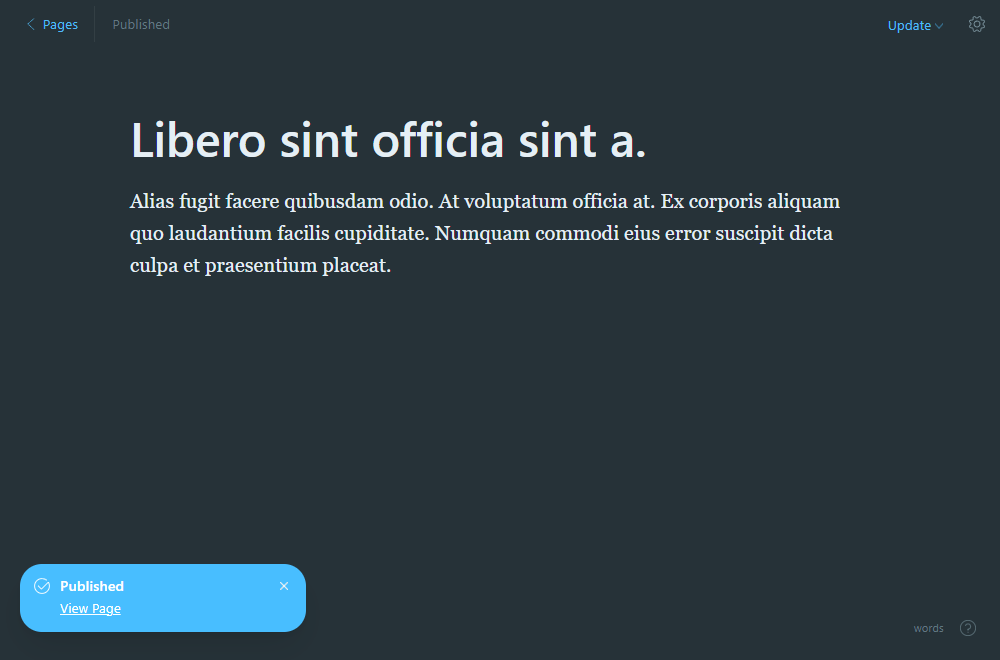 Pages
Published
Update
Libero sint officia sint a.
Alias fugit facere quibusdam odio. At voluptatum officia at. Ex corporis aliquam
quo laudantium facilis cupiditate. Numquam commodi eius error suscipit dicta
culpa et praesentium placeat.
Published
View Page
words
?